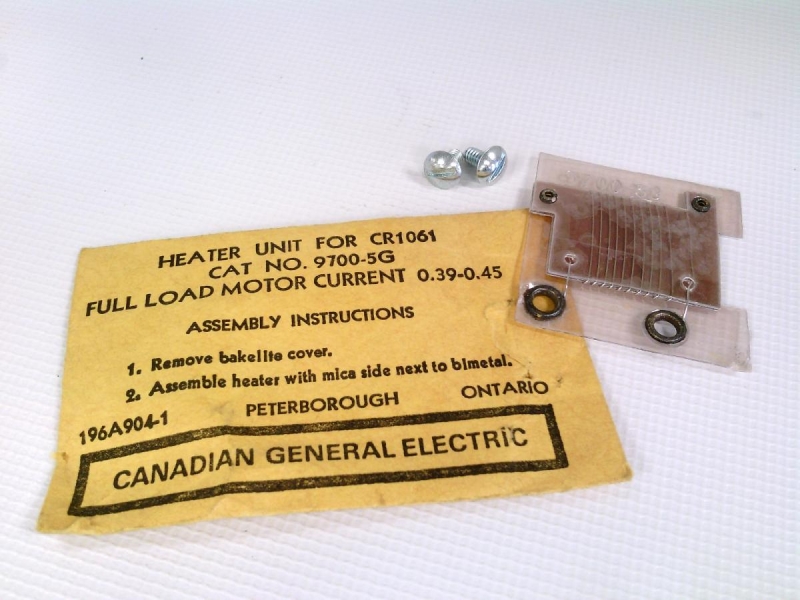 HEATER UNIT FOR CR1061
CAT NO. 9700-5G
FULL LOAD MOTOR CURRENT 0.39-0.45
ASSEMBLY INSTRUCTIONS
1. Remove bakelite cover.
2. Assemble heater with mica side next to bimetal.
196A904-1 PETERBOROUGH ONTARIO
CANADIAN GENERAL ELECTRIC